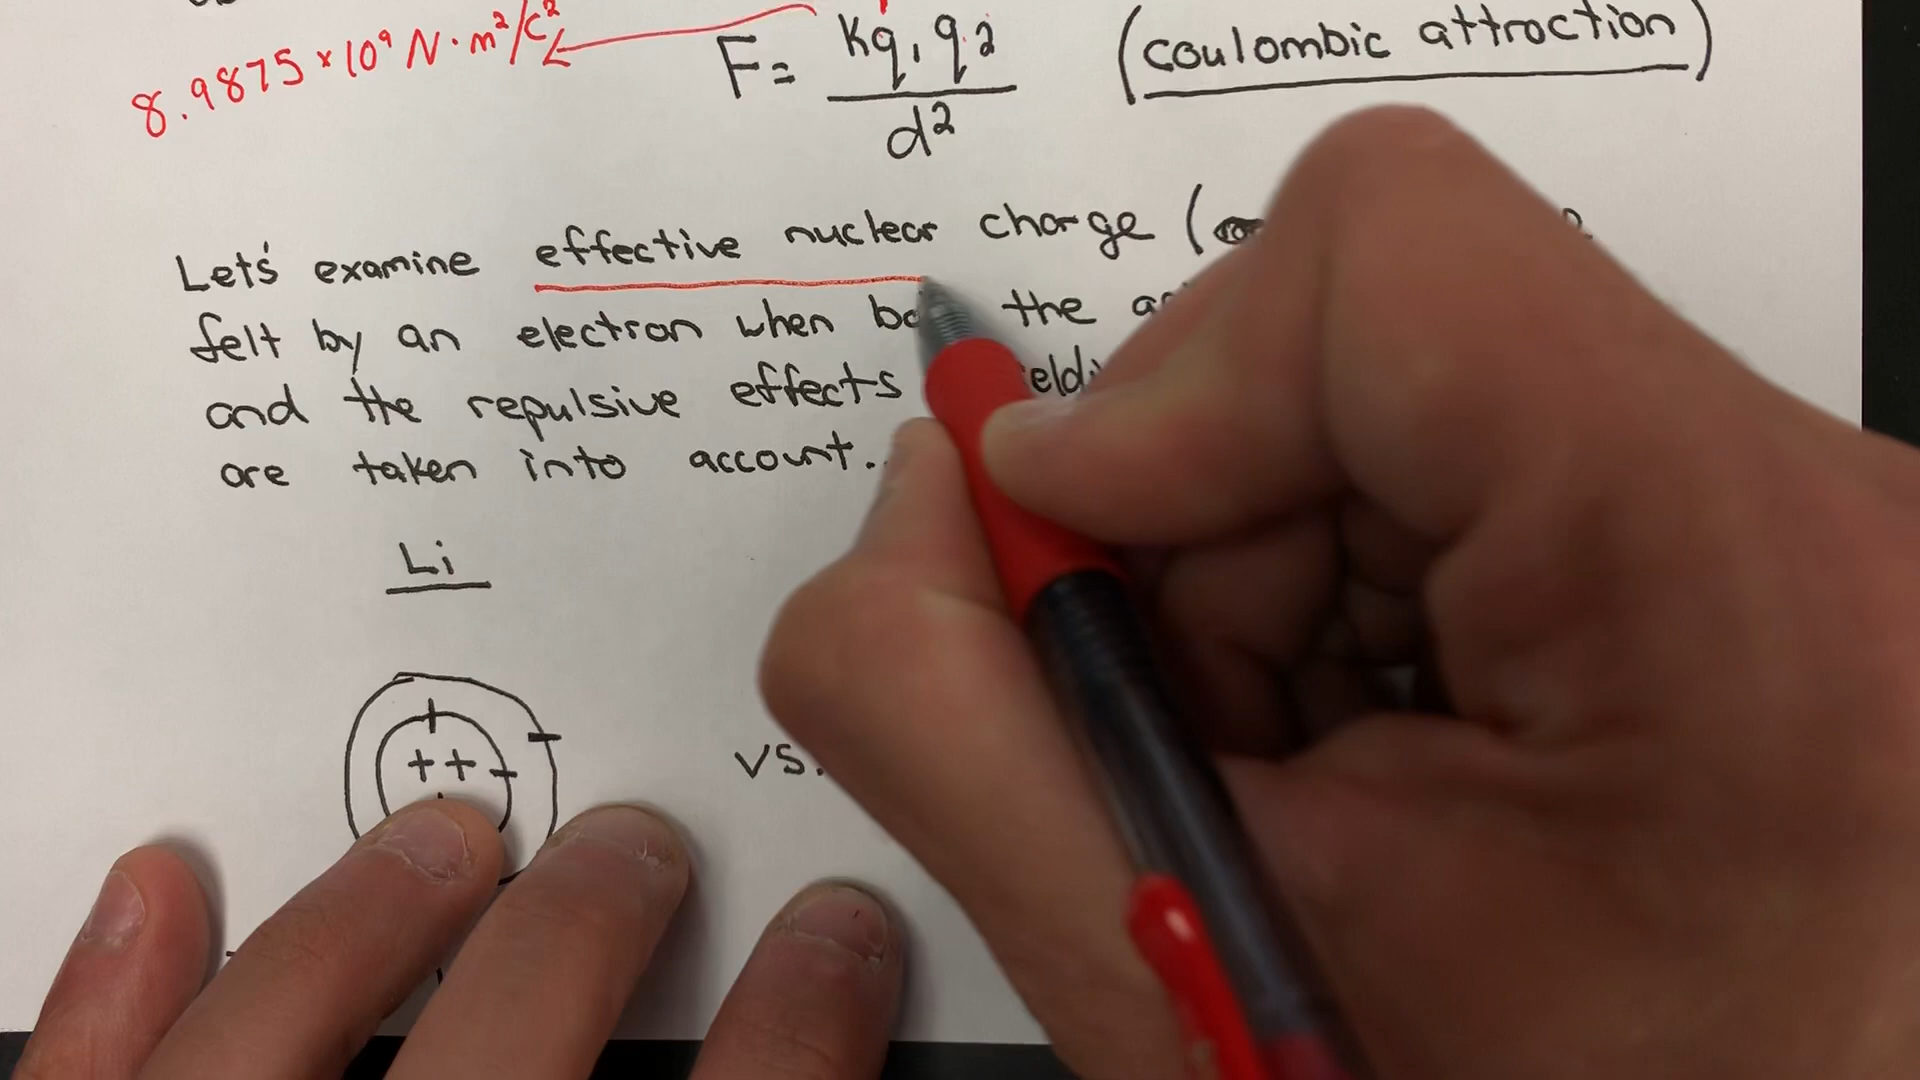 8.9875 × 10⁹ N·m²/C²
F = kq₁q₂
d²
(coulombic attraction)
Let's examine effective nuclear charge (
felt by an electron when the
and the repulsive effects
are taken into account..
Li
+ +
vs.